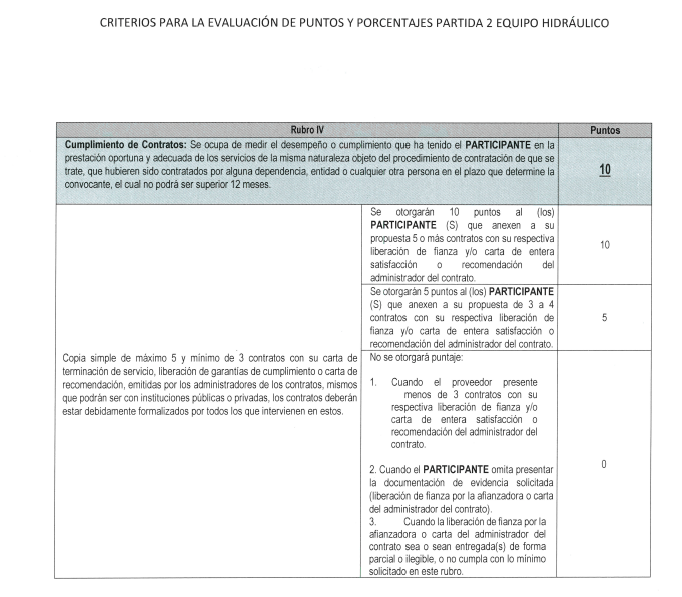 CRITERIOS PARA LA EVALUACIÓN DE PUNTOS Y PORCENTAJES PARTIDA 2 EQUIPO HIDRÁULICO
Rubro IV
Puntos
Cumplimiento de Contratos: Se ocupa de medir el desempeño o cumplimiento que ha tenido el PARTICIPANTE en la
prestación oportuna y adecuada de los servicios de la misma naturaleza objeto del procedimiento de contratación de que se
trate, que hubieren sido contratados por alguna dependencia, entidad o cualquier otra persona en el plazo que determine la
convocante, el cual no podrá ser superior 12 meses.
10
Copia simple de máximo 5 y mínimo de 3 contratos con su carta de
terminación de servicio, liberación de garantías de cumplimiento o carta de
recomendación, emitidas por los administradores de los contratos, mismos
que podrán ser con instituciones públicas o privadas, los contratos deberán
estar debidamente formalizados por todos los que intervienen en estos.
Se otorgarán 10 puntos al (los)
PARTICIPANTE (S) que anexen a su
propuesta 5 o más contratos con su respectiva
liberación de fianza y/o carta de entera
satisfacción o recomendación del
administrador del contrato.
10
Se otorgarán 5 puntos al (los) PARTICIPANTE
(S) que anexen a su propuesta de 3 a 4
contratos con su respectiva liberación de
fianza y/o carta de entera satisfacción o
recomendación del administrador del contrato.
5
No se otorgará puntaje:
1. Cuando el proveedor presente
menos de 3 contratos con su
respectiva liberación de fianza y/o
carta de entera satisfacción o
recomendación del administrador del
contrato.
2. Cuando el PARTICIPANTE omita presentar
la documentación de evidencia solicitada
(liberación de fianza por la afianzadora o carta
del administrador del contrato).
3. Cuando la liberación de fianza por la
afianzadora o carta del administrador del
contrato sea o sean entregada(s) de forma
parcial o ilegible, o no cumpla con lo mínimo
solicitado en este rubro.
0